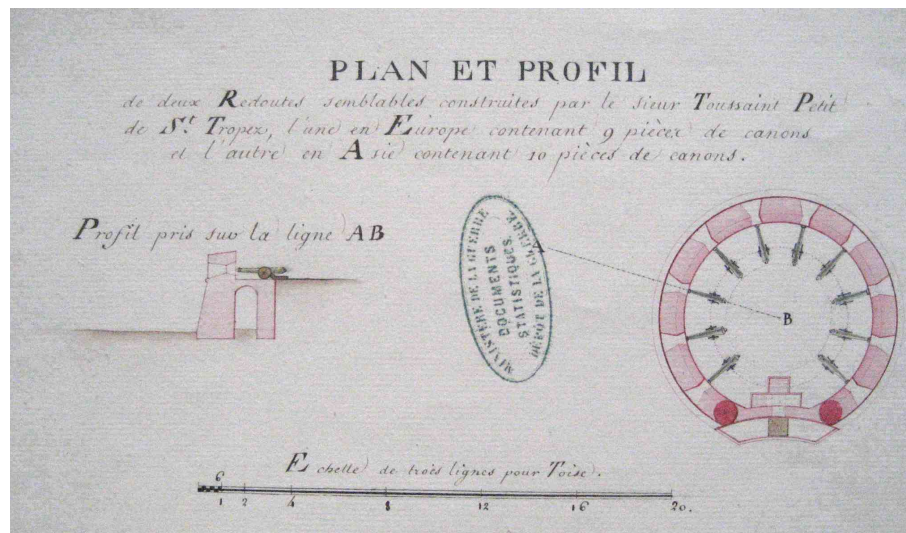 PLAN ET PROFIL
de deux Redoutes semblables construites par le sieur Toussaint Petit
de St. Tropez, l'une en Europe contenant 9 pièces de canons
et l'autre en Asie contenant 10 pièces de canons.
Profil pris sur la ligne AB
MINISTÈRE DE LA GUERRE
DOCUMENTS
STATISTIQUES
DÉPÔT DE LA GUERRE
A
B
Echelle de trois lignes pour Toise.
6
1 2 4 8 12 16 20.